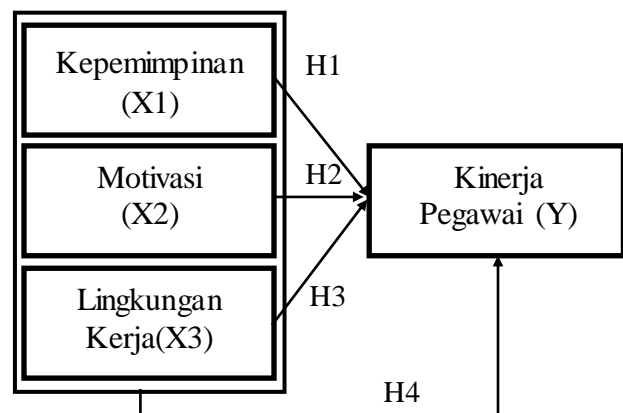 Kepemimpinan
(X1)
H1
Motivasi
(X2)
H2
Kinerja
Pegawai (Y)
Lingkungan
Kerja(X3)
H3
H4